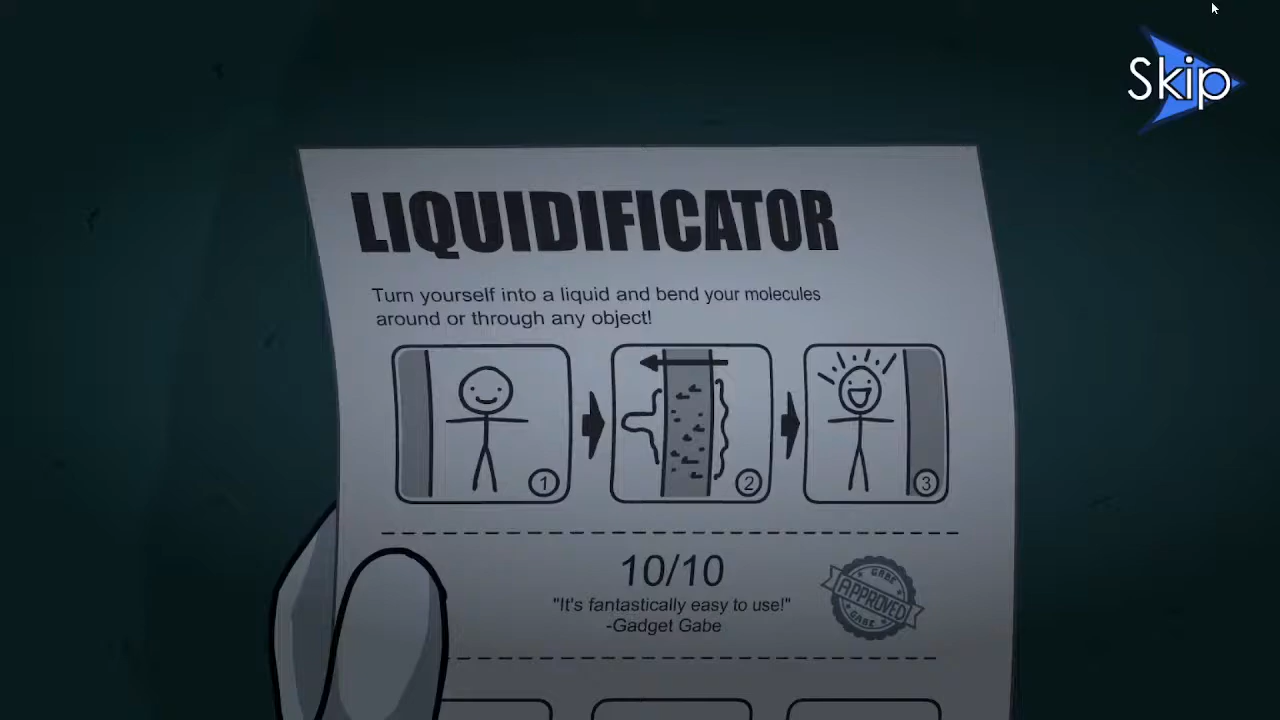 Skip
LIQUIDIFICATOR
Turn yourself into a liquid and bend your molecules
around or through any object!
1
2
3
10/10
"It's fantastically easy to use!"
-Gadget Gabe
GABE
APPROVED
GABE